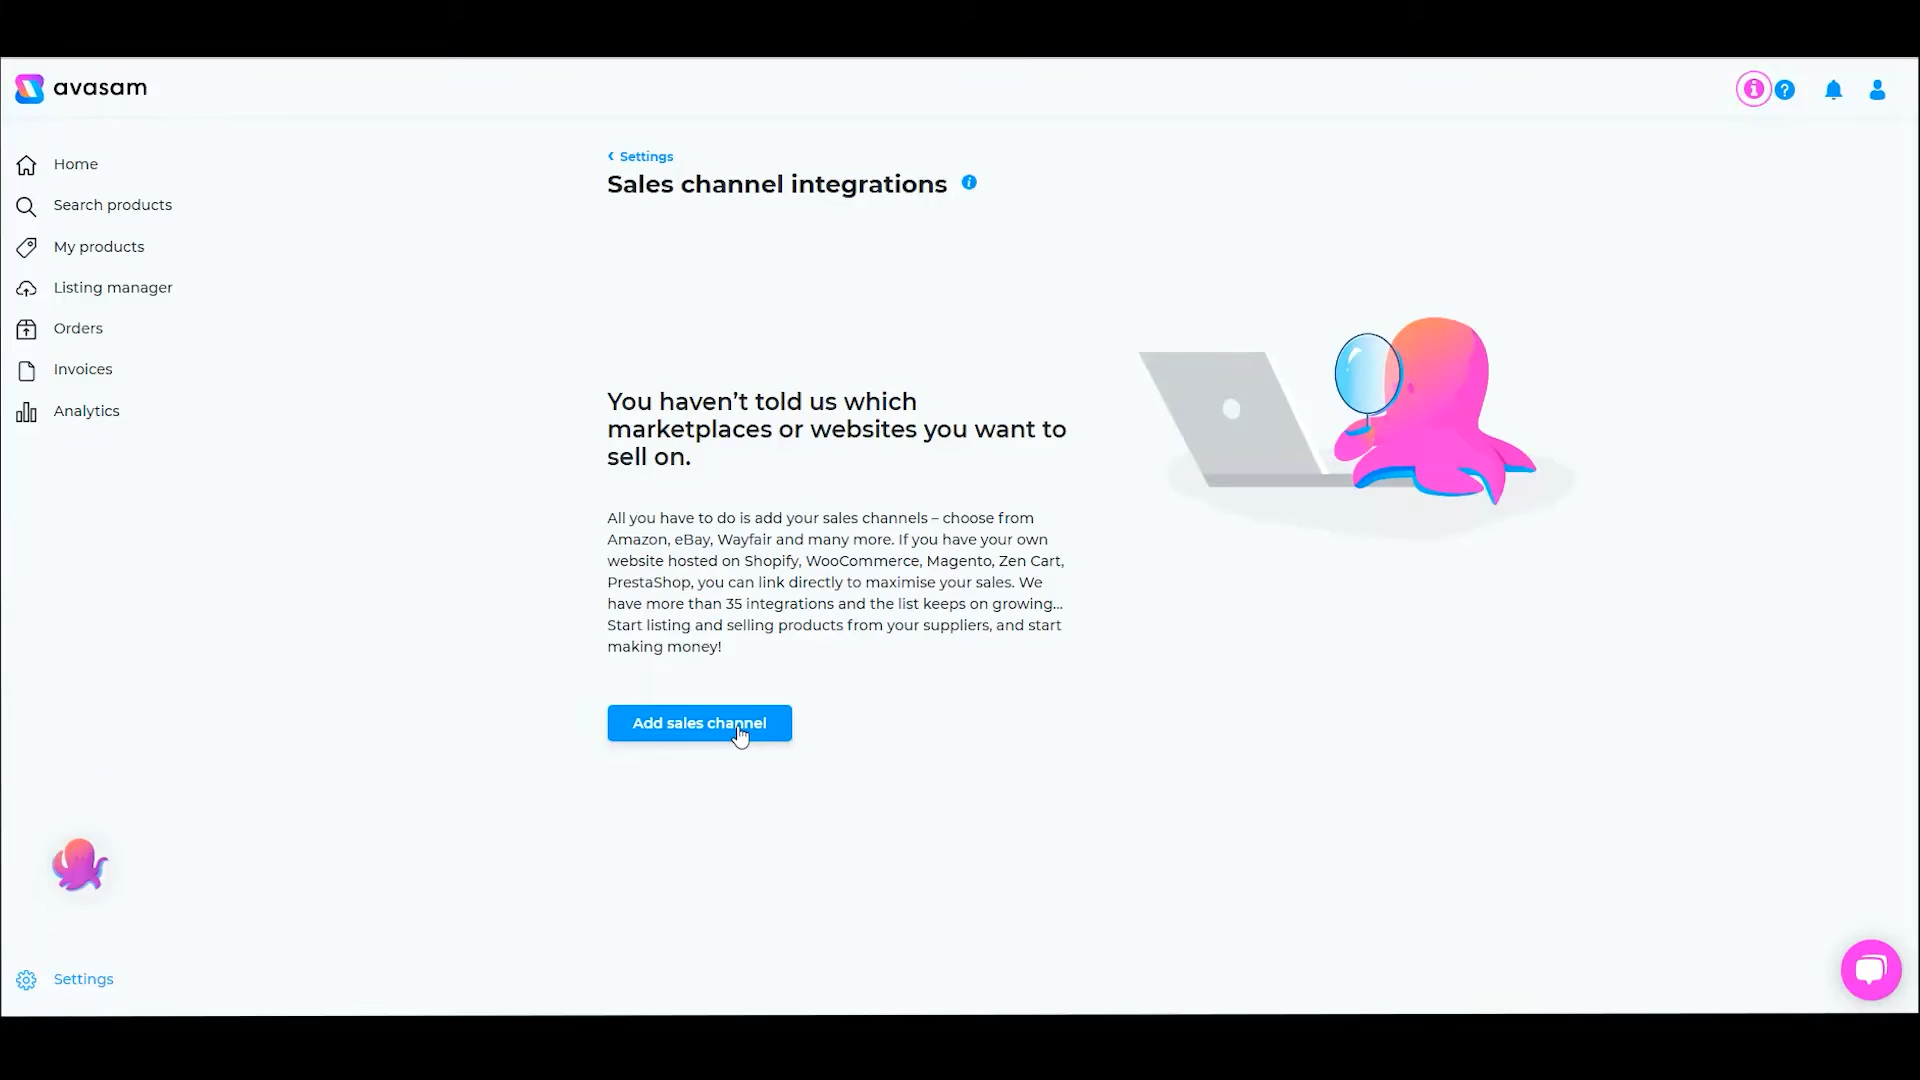 avasam
Home
Search products
My products
Listing manager
Orders
Invoices
Analytics
Settings
Settings
Sales channel integrations
You haven’t told us which
marketplaces or websites you want to
sell on.
All you have to do is add your sales channels – choose from
Amazon, eBay, Wayfair and many more. If you have your own
website hosted on Shopify, WooCommerce, Magento, Zen Cart,
PrestaShop, you can link directly to maximise your sales. We
have more than 35 integrations and the list keeps on growing...
Start listing and selling products from your suppliers, and start
making money!
Add sales channel